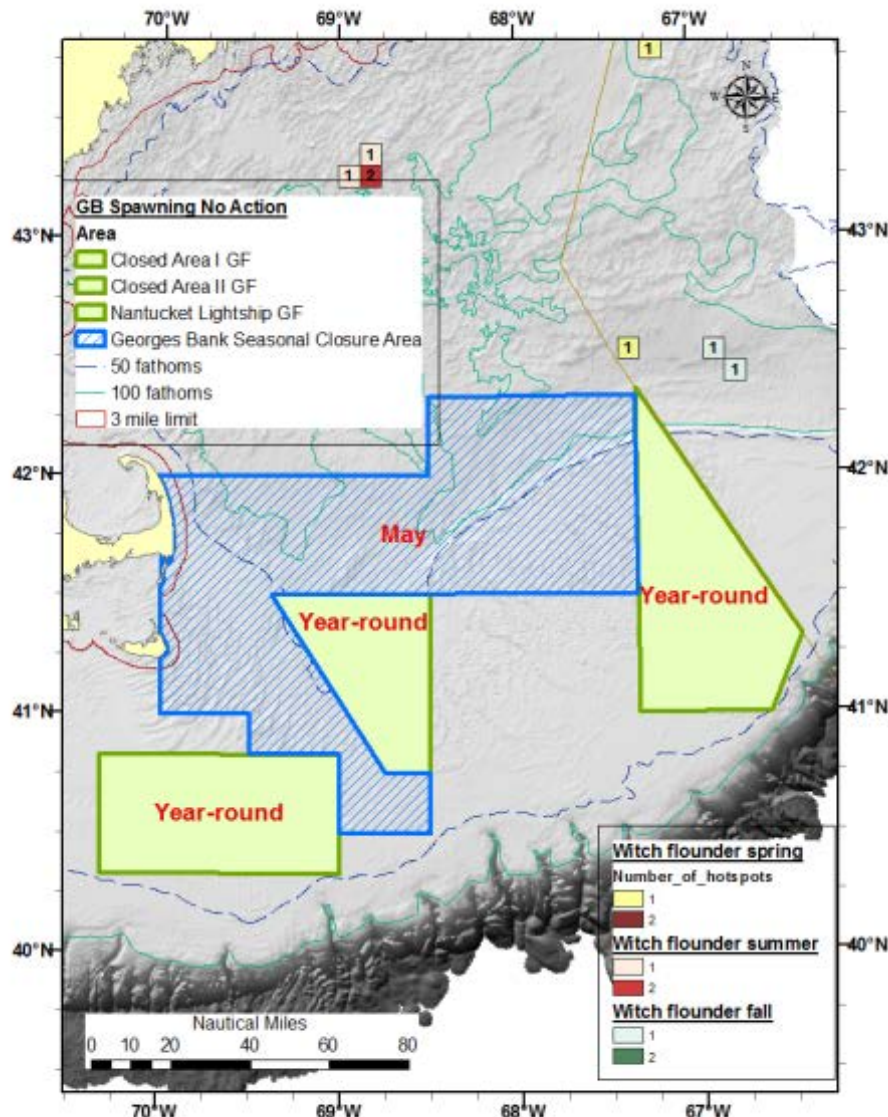 70°W 69°W 68°W 67°W
1
N
W E
S
1
1 2
43°N
43°N
GB Spawning No Action
Area
Closed Area I GF
Closed Area II GF
Nantucket Lightship GF
Georges Bank Seasonal Closure Area
50 fathoms
100 fathoms
3 mile limit
1 1
1
42°N
42°N
May
Year-round
Year-round
41°N
41°N
Year-round
Witch flounder spring
Number_of_hotspots
1
2
Witch flounder summer
1
2
Witch flounder fall
1
2
40°N
40°N
Nautical Miles
0 10 20 40 60 80
70°W 69°W 68°W 67°W